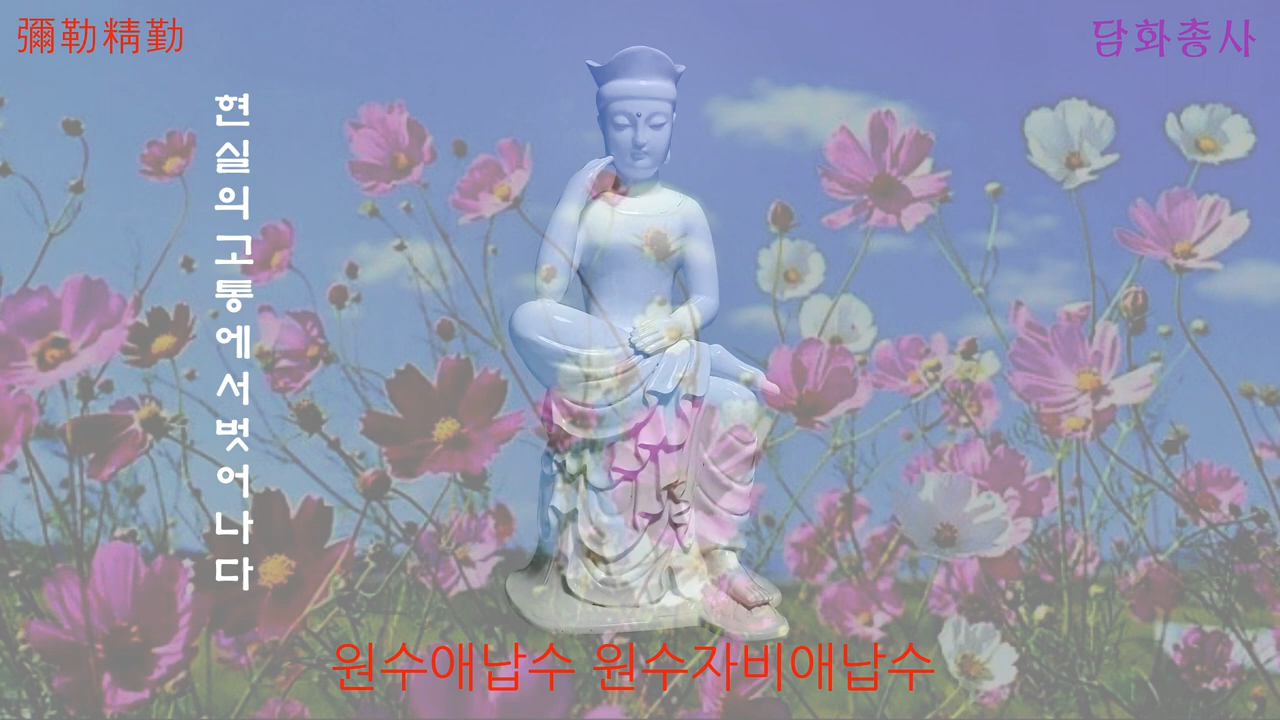 彌勒精勤
담화총사
현실의고통에서벗어나다
원수애납수 원수자비애납수